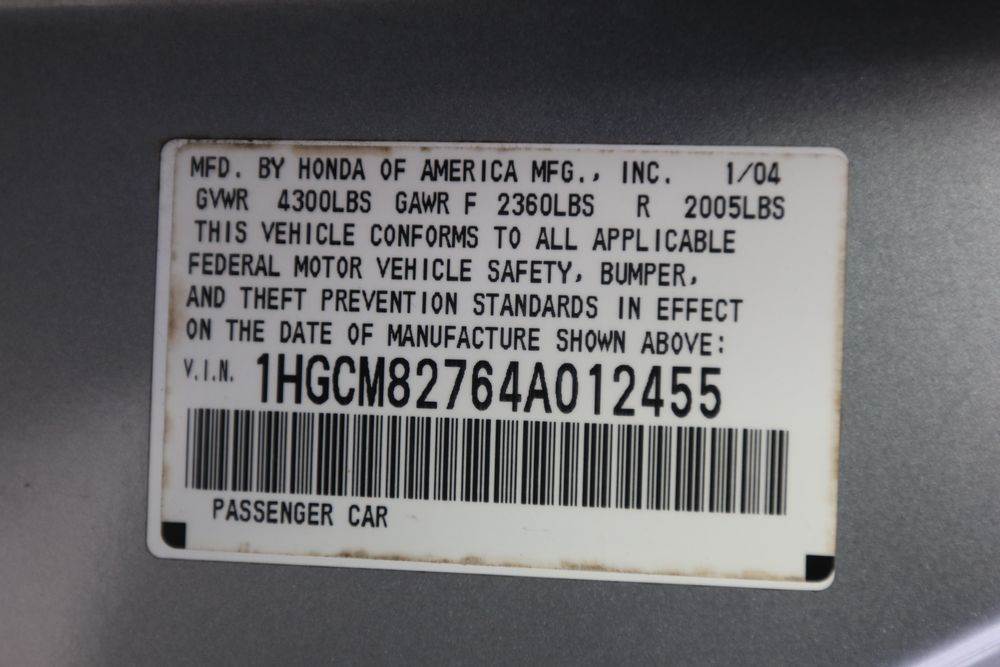 MFD. BY HONDA OF AMERICA MFG., INC. 1/04
GVWR 4300LBS GAWR F 2360LBS R 2005LBS
THIS VEHICLE CONFORMS TO ALL APPLICABLE
FEDERAL MOTOR VEHICLE SAFETY, BUMPER,
AND THEFT PREVENTION STANDARDS IN EFFECT
ON THE DATE OF MANUFACTURE SHOWN ABOVE:
V.I.N. 1HGCM82764A012455
PASSENGER CAR